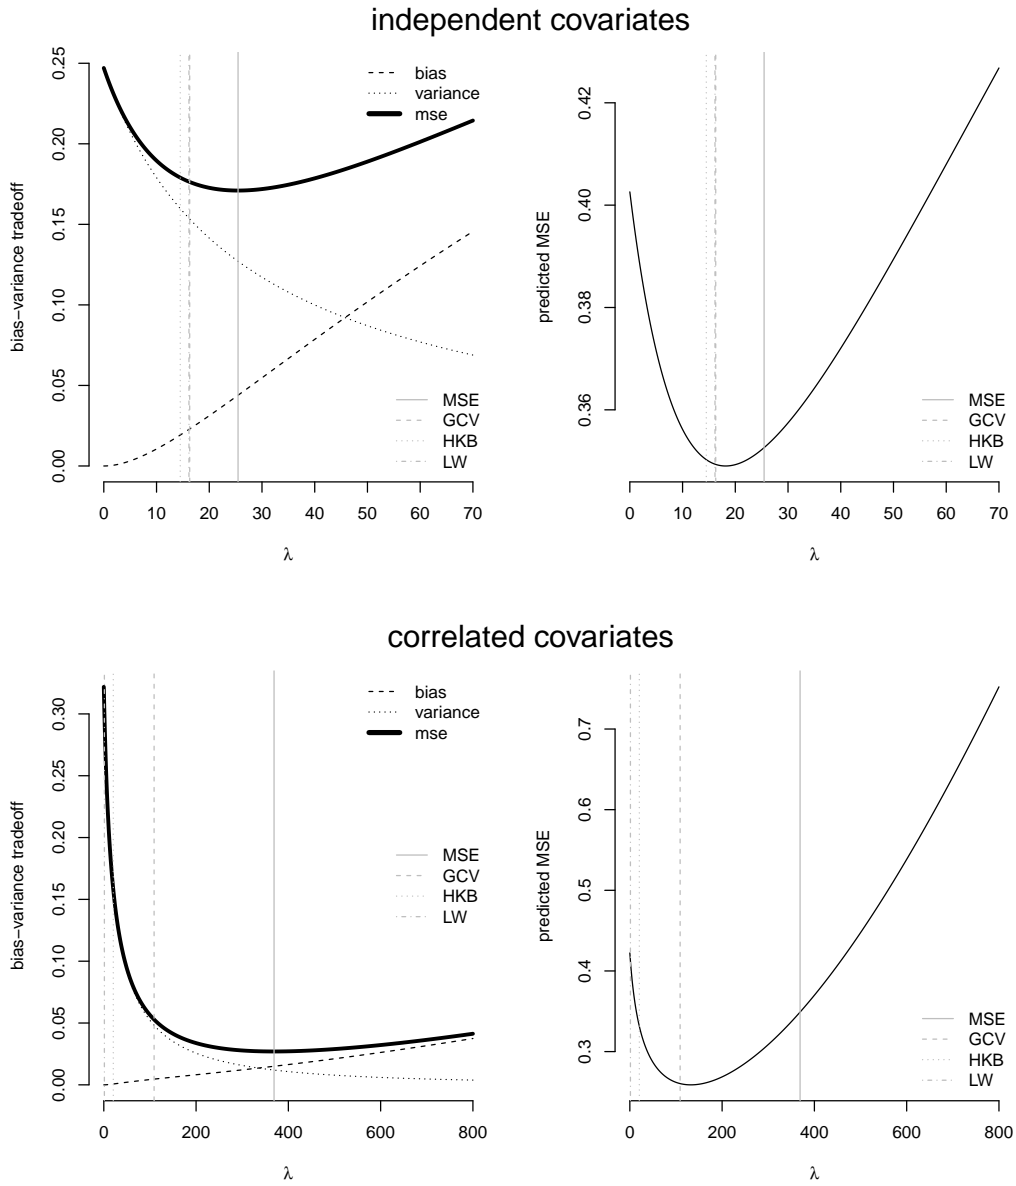 independent covariates
bias−variance tradeoff
0.00 0.05 0.10 0.15 0.20 0.25
bias
variance
mse
MSE
GCV
HKB
LW
0 10 20 30 40 50 60 70
λ
predicted MSE
0.36 0.38 0.40 0.42
MSE
GCV
HKB
LW
0 10 20 30 40 50 60 70
λ
correlated covariates
bias−variance tradeoff
0.00 0.05 0.10 0.15 0.20 0.25 0.30
bias
variance
mse
MSE
GCV
HKB
LW
0 200 400 600 800
λ
predicted MSE
0.3 0.4 0.5 0.6 0.7
MSE
GCV
HKB
LW
0 200 400 600 800
λ